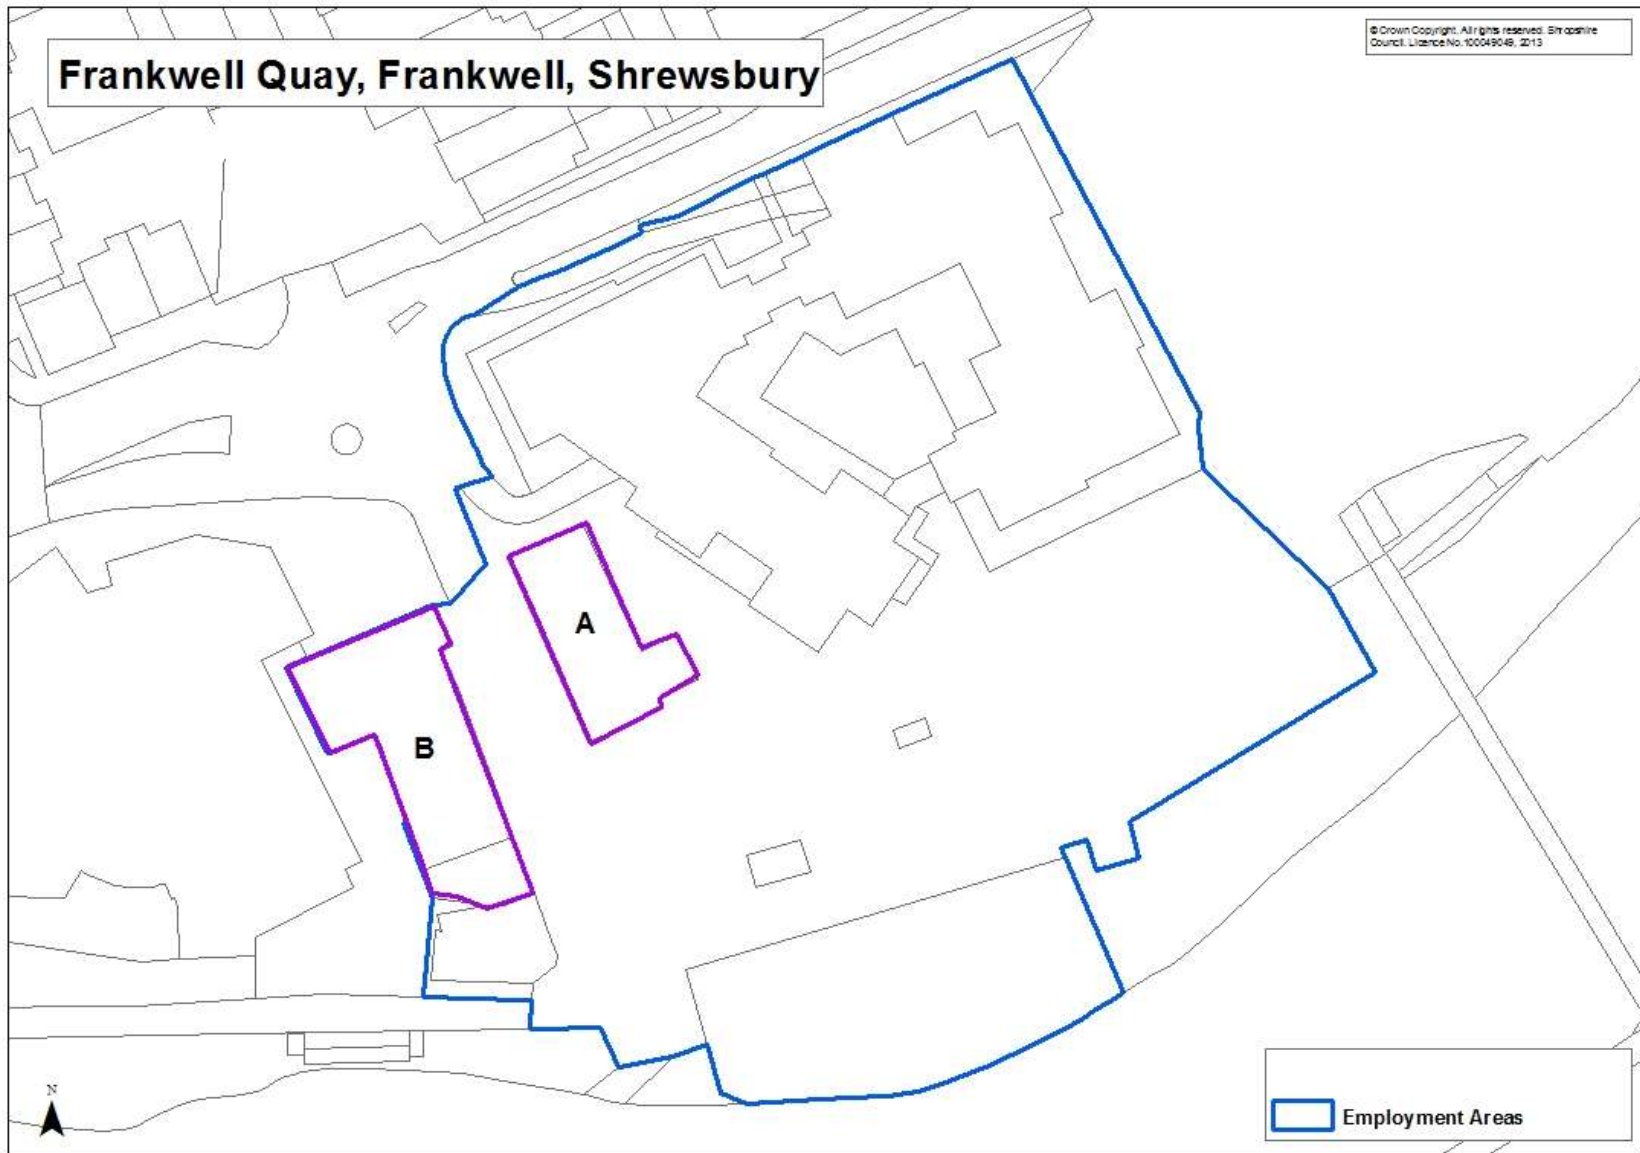 Frankwell Quay, Frankwell, Shrewsbury
© Crown Copyright. All rights reserved. Shropshire
Council. Licence No. 100049049, 2013
A
B
N
Employment Areas